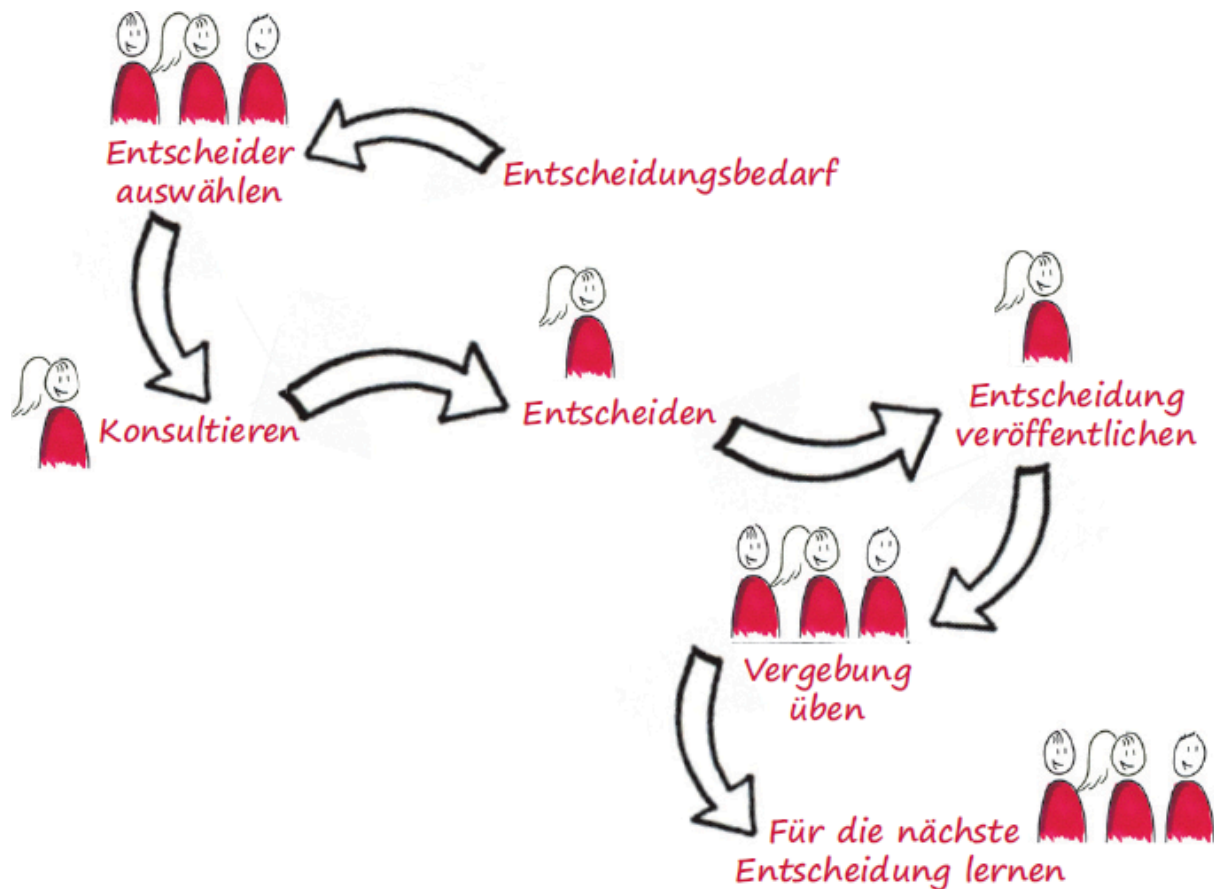 Entscheider
auswählen
Entscheidungsbedarf
Konsultieren
Entscheiden
Entscheidung
veröffentlichen
Vergebung
üben
Für die nächste
Entscheidung lernen